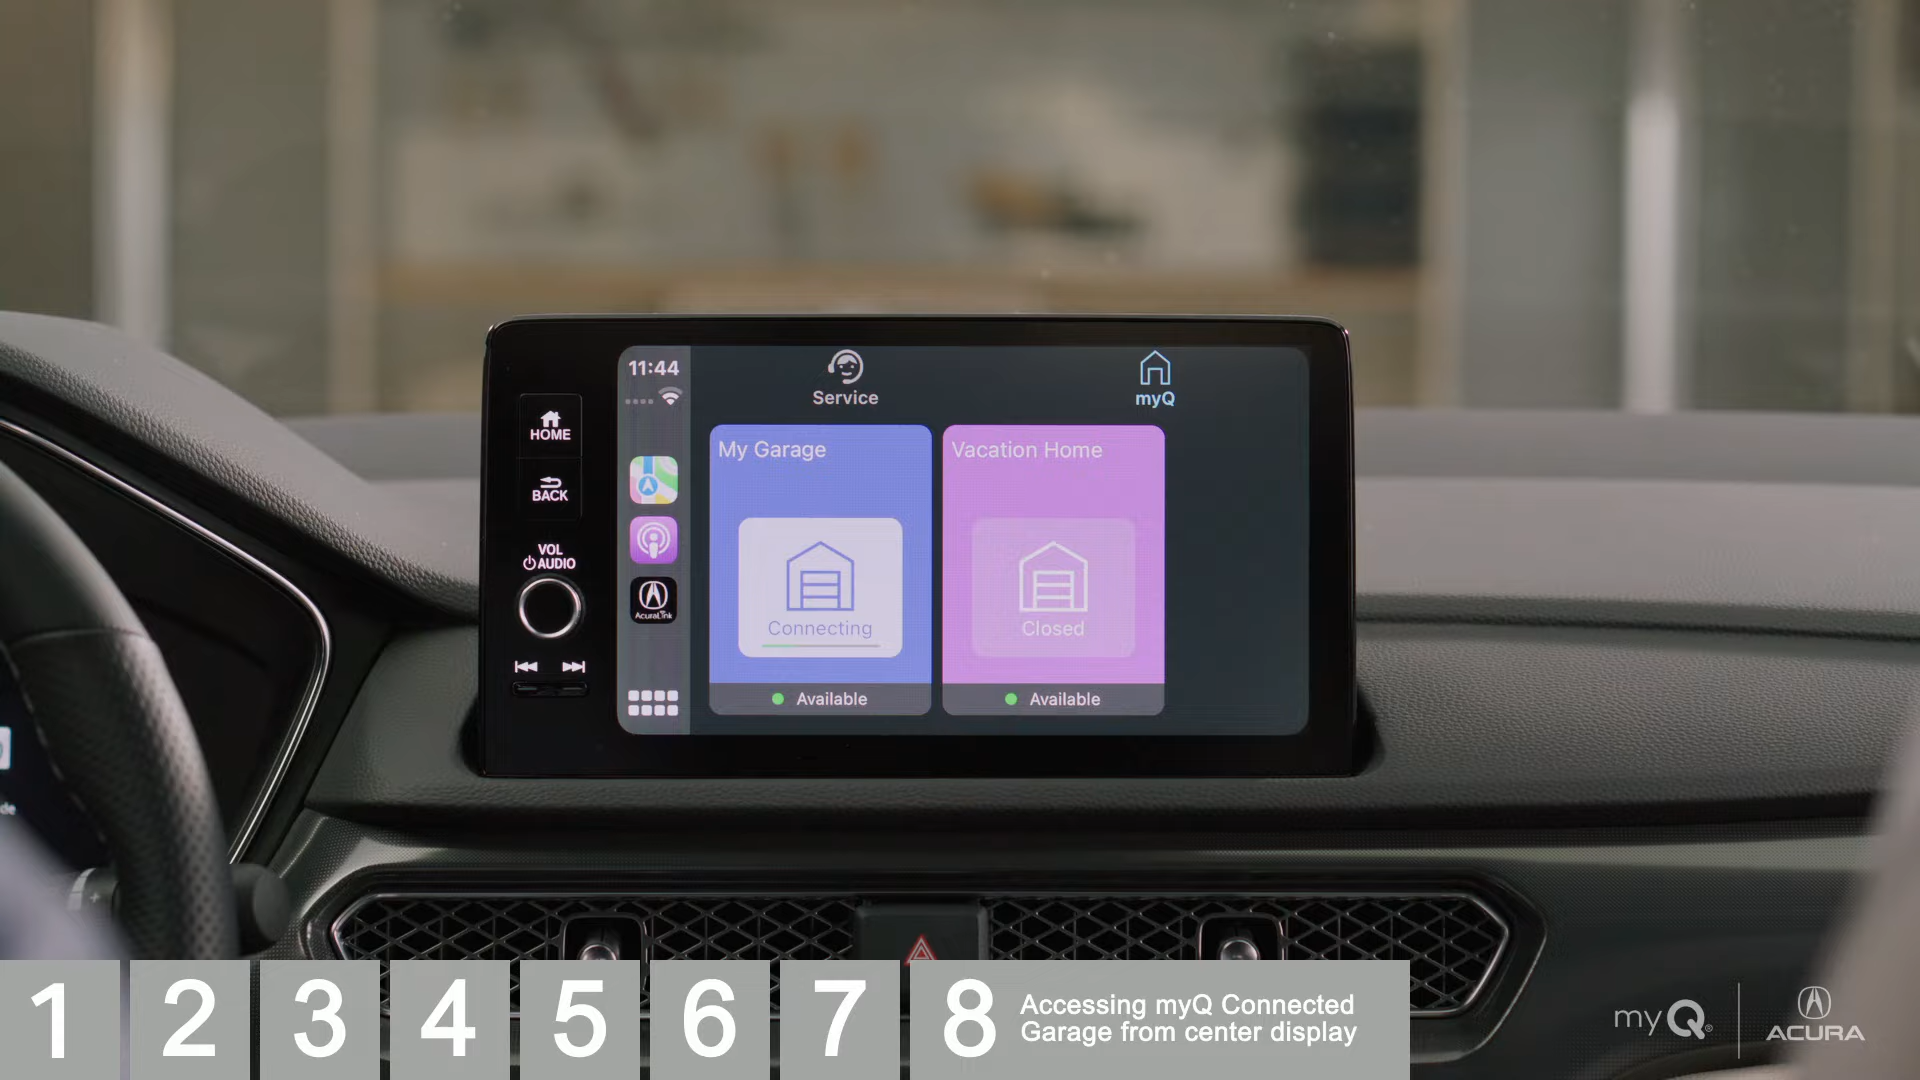 11:44
Service
myQ
HOME
BACK
VOL
AUDIO
My Garage
Connecting
Available
Vacation Home
Closed
Available
AcuraLink
1 2 3 4 5 6 7 8
Accessing myQ Connected
Garage from center display
myQ®
ACURA